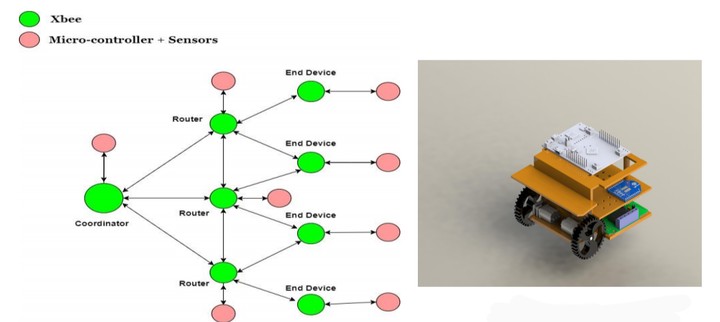 Xbee
Micro-controller + Sensors
End Device
Router
End Device
Coordinator
Router
End Device
Router
End Device